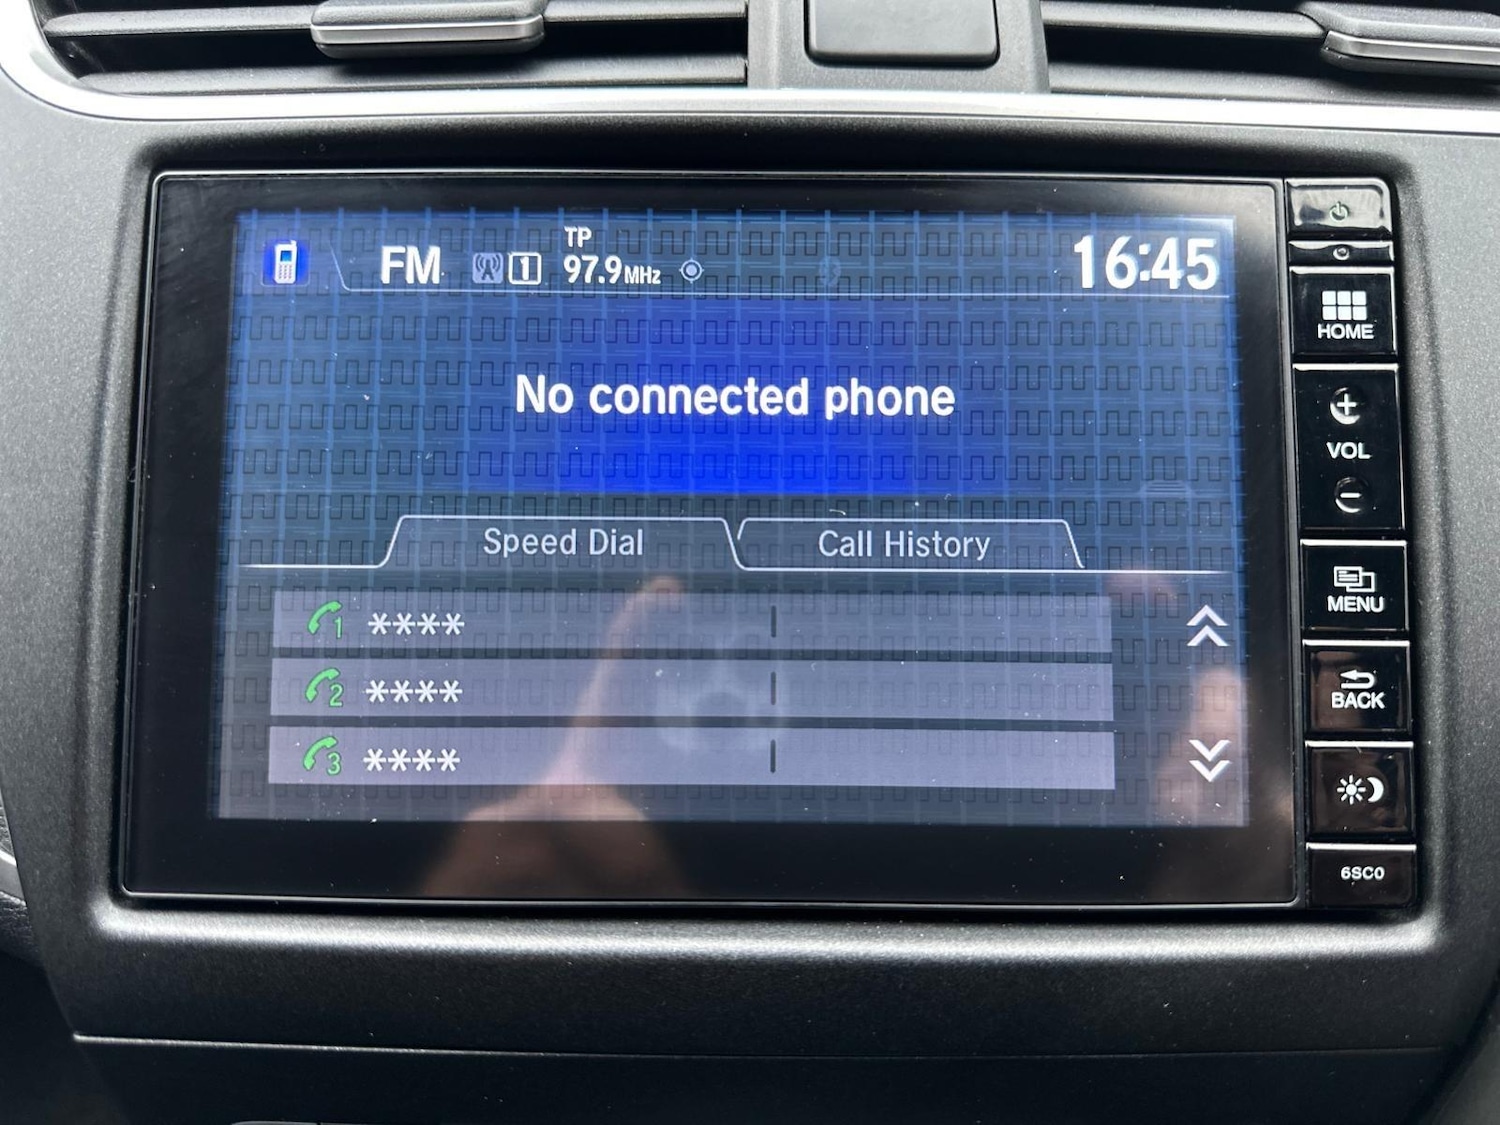 FM
1
TP
97.9MHz
16:45
No connected phone
Speed Dial
Call History
1 ****
2 ****
3 ****
HOME
+
VOL
−
MENU
BACK
6SC0